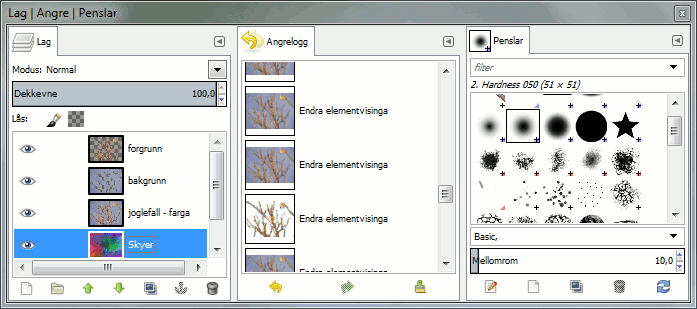 Lag | Angre | Penslar
Lag
Modus: Normal
Dekkevne 100,0
Lås:
forgrunn
bakgrunn
joglefall - farga
Skyer
Angrelogg
Endra elementvisinga
Endra elementvisinga
Endra elementvisinga
Endra elementvisinga
Penslar
filter
2. Hardness 050 (51 × 51)
Basic,
Mellomrom 10,0